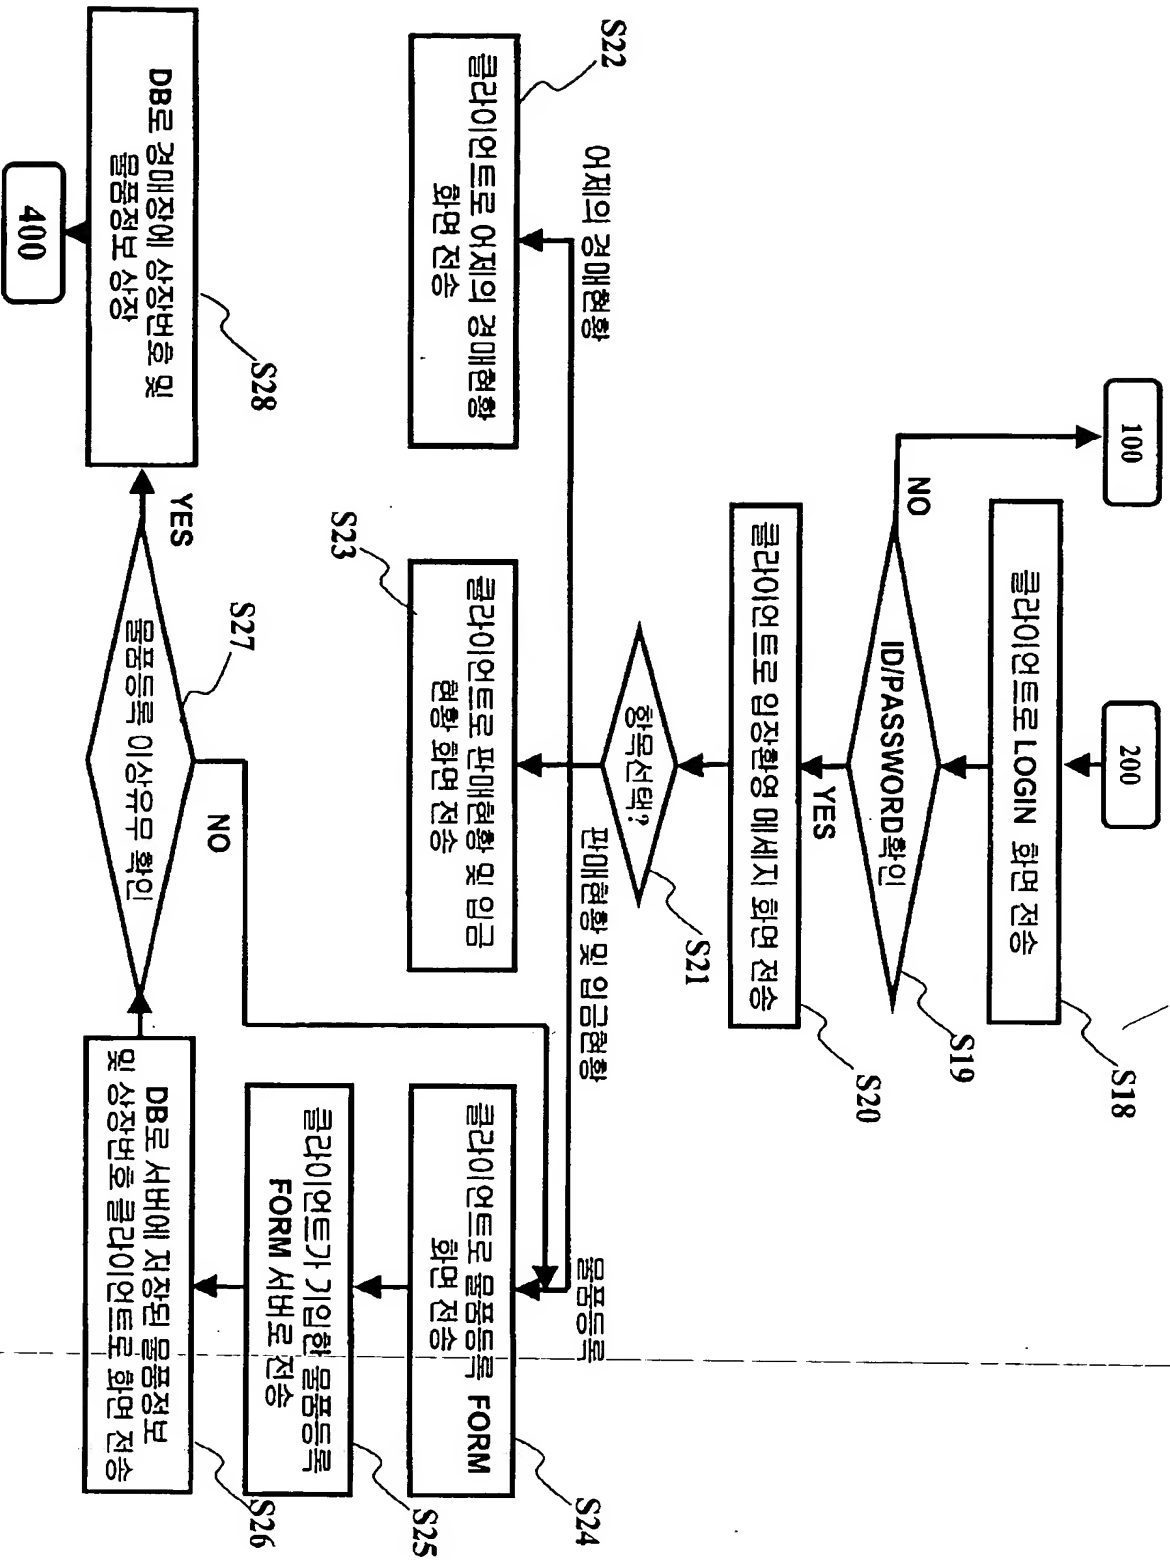 100
200
클라이언트로 LOGIN 화면 전송
S18
ID/PASSWORD확인
S19
NO
YES
클라이언트로 입장환영 메세지 화면 전송
S20
항목선택?
S21
어제의 경매현황
판매현황 및 입금현황
물품등록
S22
클라이언트로 어제의 경매현황
화면 전송
S23
클라이언트로 판매현황 및 입금
현황 화면 전송
클라이언트로 물품등록 FORM
화면 전송
S24
클라이언트가 기입한 물품등록
FORM 서버로 전송
S25
DB로 서버에 저장된 물품정보
및 상장번호 클라이언트로 화면 전송
S26
물품등록 이상유무 확인
S27
NO
YES
DB로 경매장에 상장번호 및
물품정보 상장
S28
400